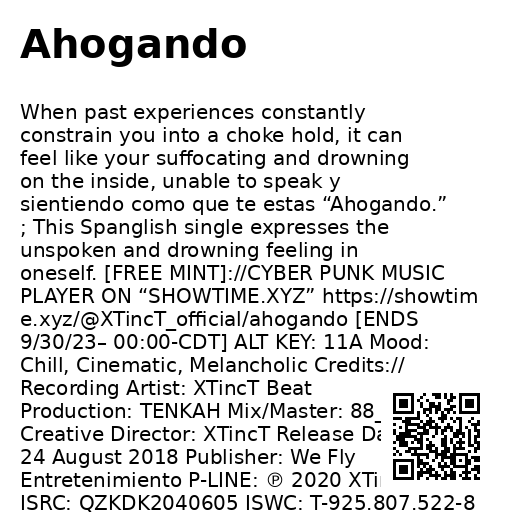 Ahogando
When past experiences constantly
constrain you into a choke hold, it can
feel like your suffocating and drowning
on the inside, unable to speak y
sientiendo como que te estas “Ahogando.”
; This Spanglish single expresses the
unspoken and drowning feeling in
oneself. [FREE MINT]://CYBER PUNK MUSIC
PLAYER ON “SHOWTIME.XYZ” https://showtim
e.xyz/@XTincT_official/ahogando [ENDS
9/30/23– 00:00-CDT] ALT KEY: 11A Mood:
Chill, Cinematic, Melancholic Credits://
Recording Artist: XTincT Beat
Production: TENKAH Mix/Master: 88_
Creative Director: XTincT Release
24 August 2018 Publisher: We Fly
Entretenimiento P-LINE: ℗ 2020
ISRC: QZKDK2040605 ISWC: T-925.807.522-8